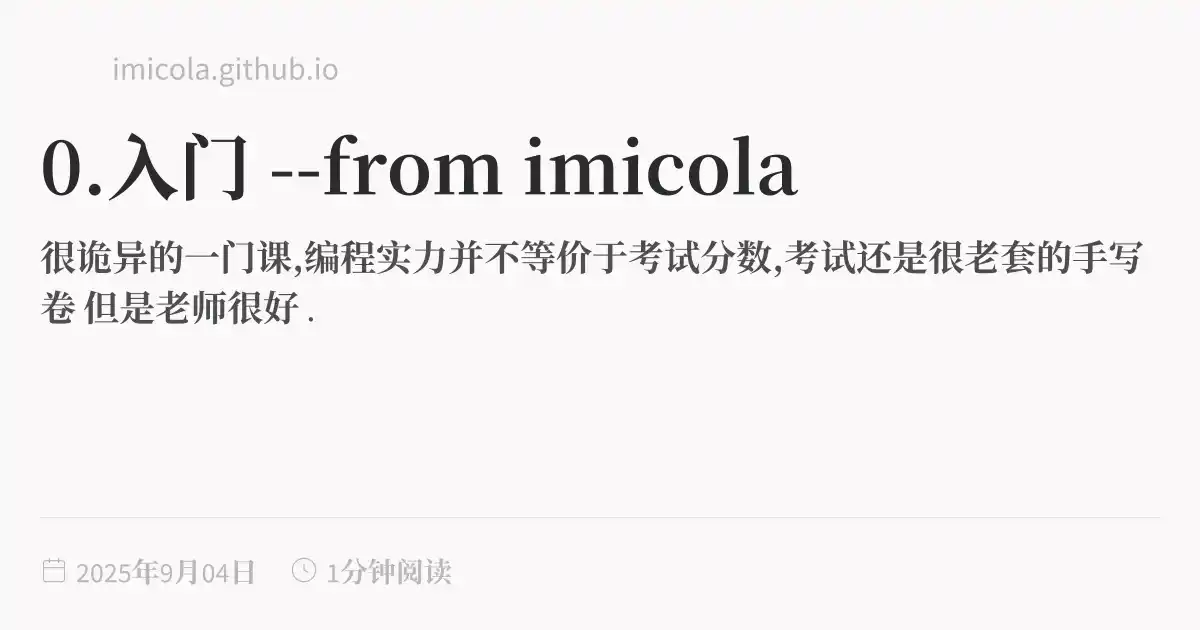 imicola.github.io
0.入门 --from imicola
很诡异的一门课,编程实力并不等价于考试分数,考试还是很老套的手写
卷 但是老师很好 .
2025年9月04日 1分钟阅读